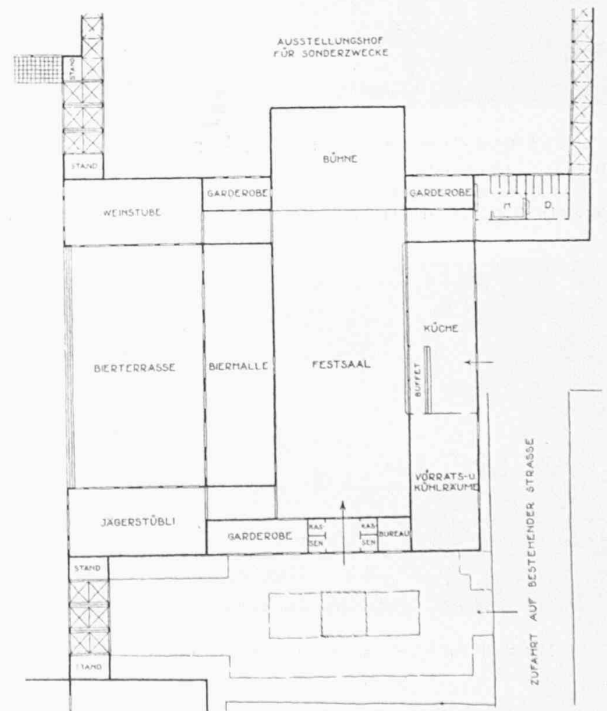 AUSSTELLUNGSHOF
FÜR SONDERZWECKE
STAND
STAND
BÜHNE
GARDEROBE
GARDEROBE
WEINSTUBE
H.
D.
KÜCHE
BIERTERRASSE
BIERHALLE
FESTSAAL
BUFFET
VORRATS-U
KÜHLRÄUME
JÄGERSTÜBLI
GARDEROBE
KAS-
SEN
KAS-
SEN
BUREAU
STAND
STAND
ZUFAHRT AUF BESTEHENDER STRASSE